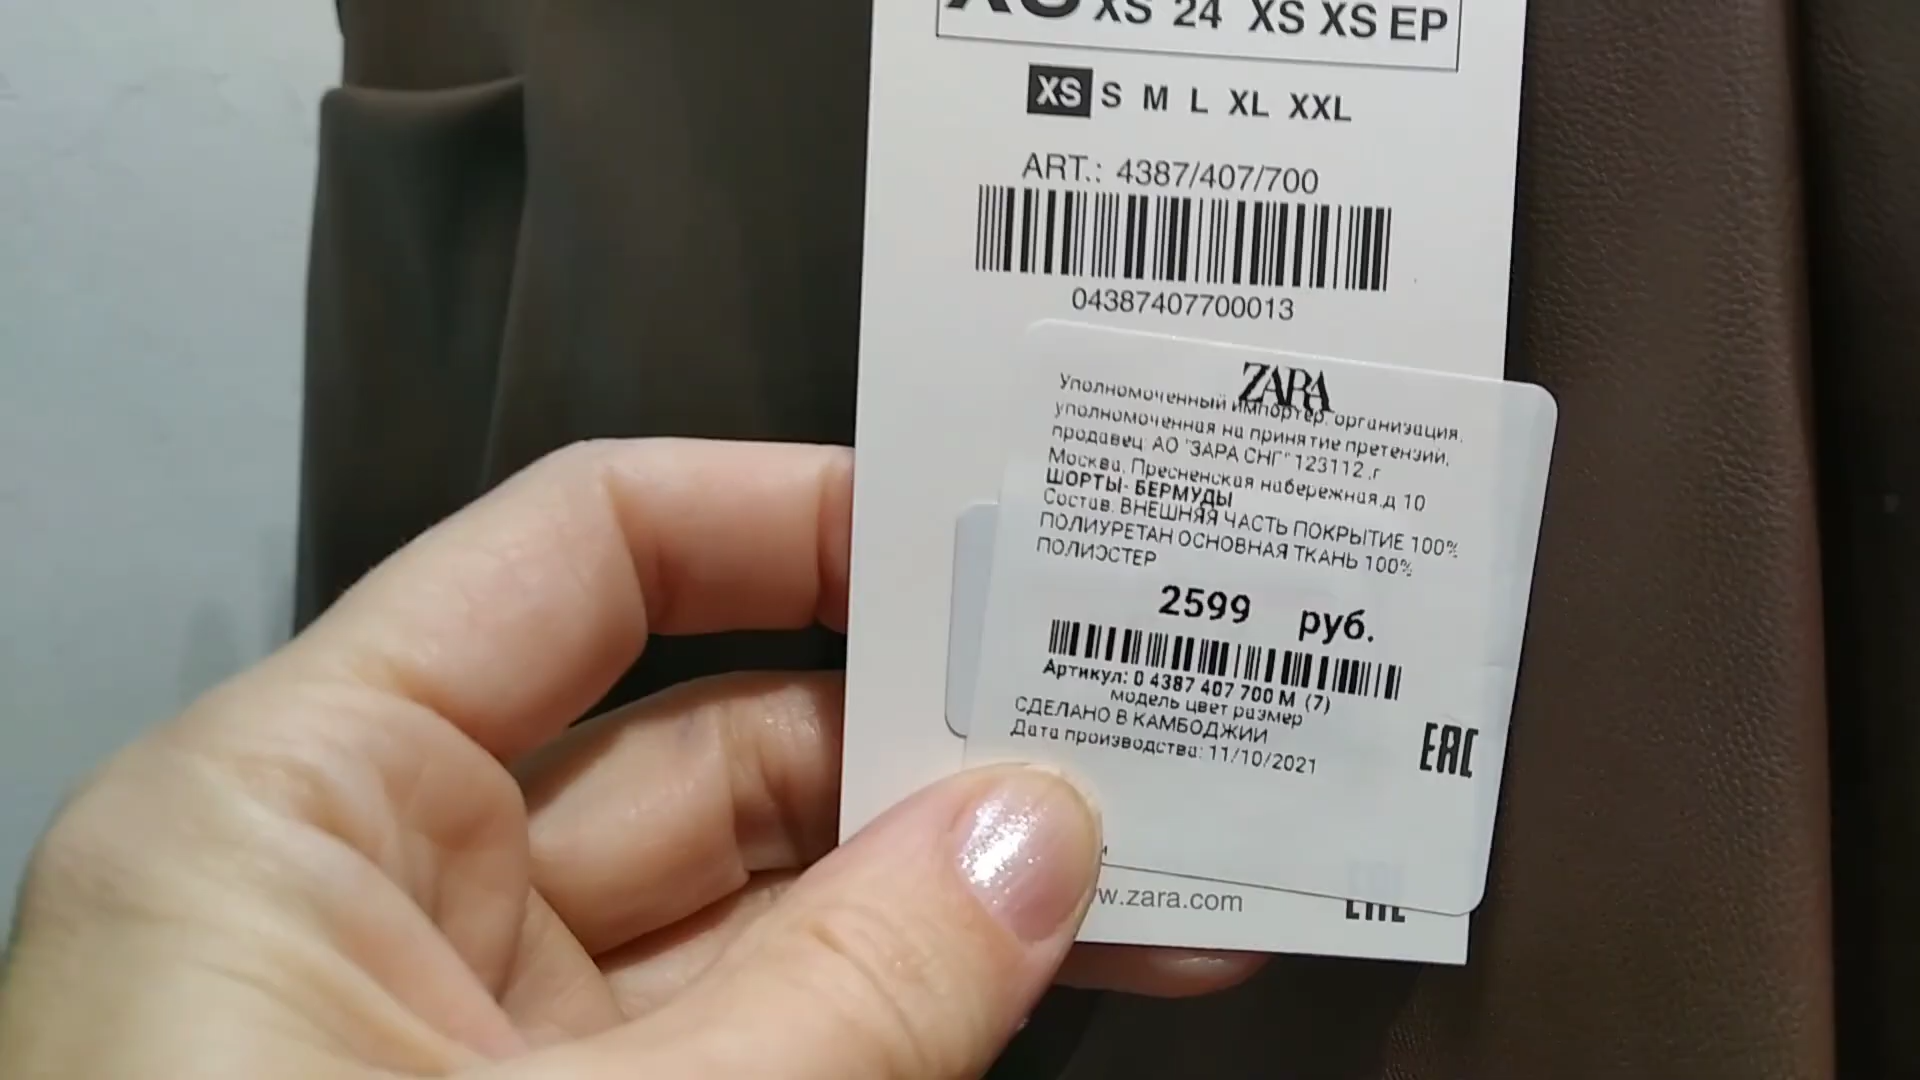 XS XS 24 XS XS EP
XS S M L XL XXL
ART.: 4387/407/700
04387407700013
ZARA
Уполномоченный импортер, организация,
уполномоченная на принятие претензий,
продавец: АО "ЗАРА СНГ" 123112 ,г
Москва, Пресненская набережная,д 10
ШОРТЫ- БЕРМУДЫ
Состав: ВНЕШНЯЯ ЧАСТЬ ПОКРЫТИЕ 100%
ПОЛИУРЕТАН ОСНОВНАЯ ТКАНЬ 100%
ПОЛИЭСТЕР
2599 руб.
Артикул: 0 4387 407 700 M (7)
модель цвет размер
СДЕЛАНО В КАМБОДЖИИ
Дата производства: 11/10/2021
EAC
w.zara.com
EAC